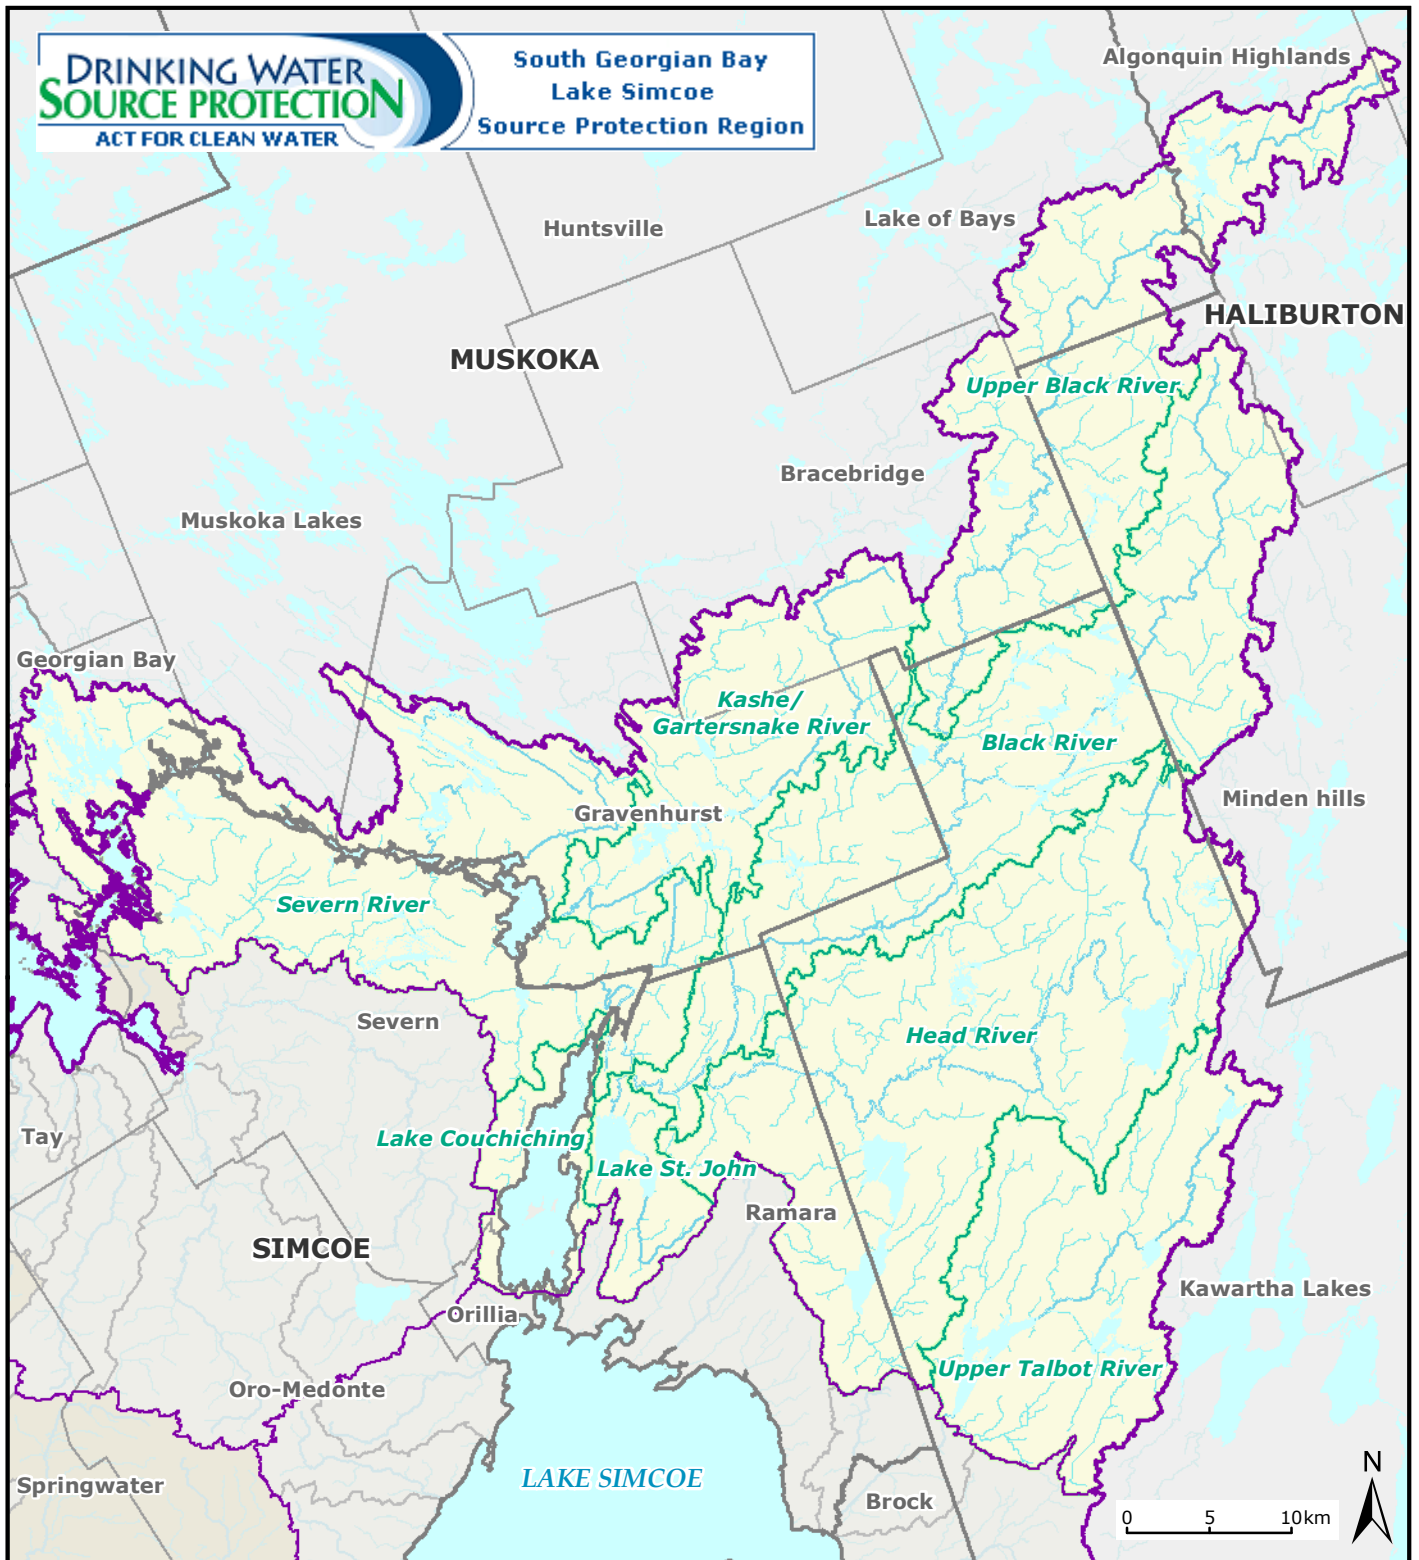 DRINKING WATER
SOURCE PROTECTION
ACT FOR CLEAN WATER
South Georgian Bay
Lake Simcoe
Source Protection Region
Algonquin Highlands
Huntsville
Lake of Bays
HALIBURTON
MUSKOKA
Upper Black River
Bracebridge
Muskoka Lakes
Georgian Bay
Kashe/
Gartersnake River
Black River
Minden hills
Gravenhurst
Severn River
Severn
Head River
Tay
Lake Couchiching
Lake St. John
Ramara
SIMCOE
Kawartha Lakes
Orillia
Upper Talbot River
Oro-Medonte
LAKE SIMCOE
Springwater
Brock
N
0 5 10km